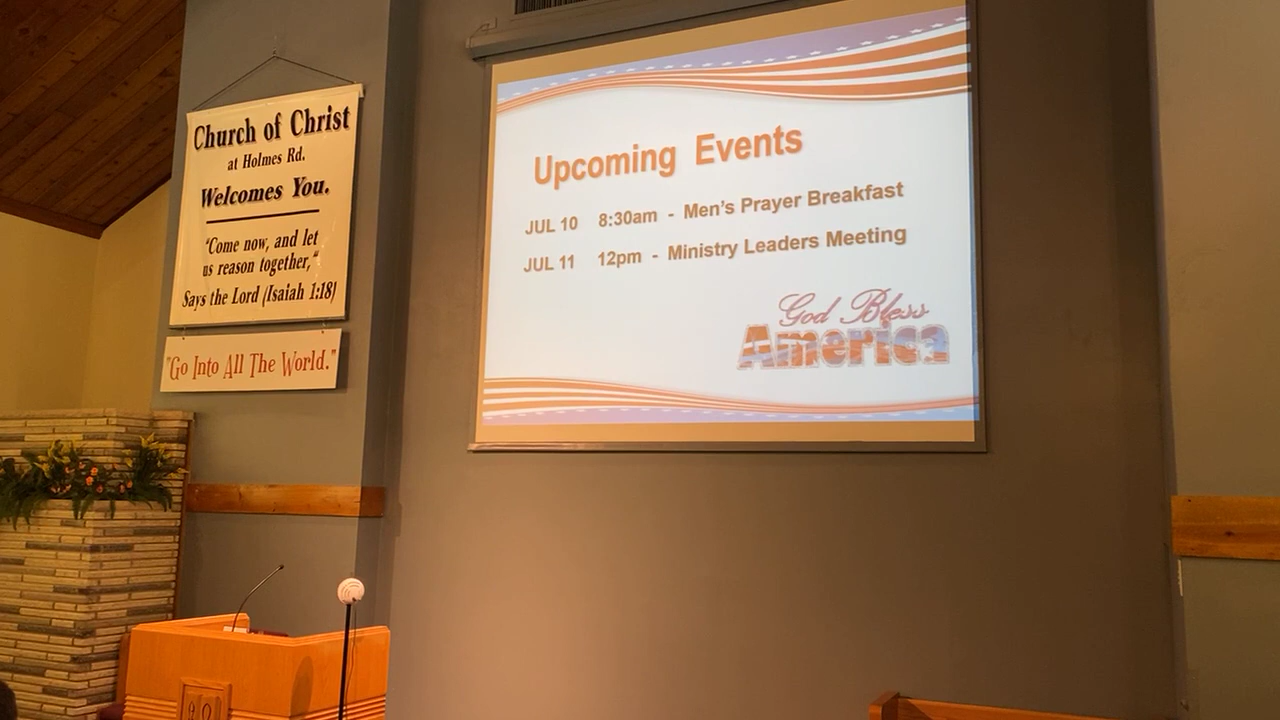 Church of Christ
at Holmes Rd.
Welcomes You.
"Come now, and let
us reason together,"
Says the Lord (Isaiah 1:18)
"Go Into All The World."
Upcoming Events
JUL 10 8:30am - Men's Prayer Breakfast
JUL 11 12pm - Ministry Leaders Meeting
God Bless
America